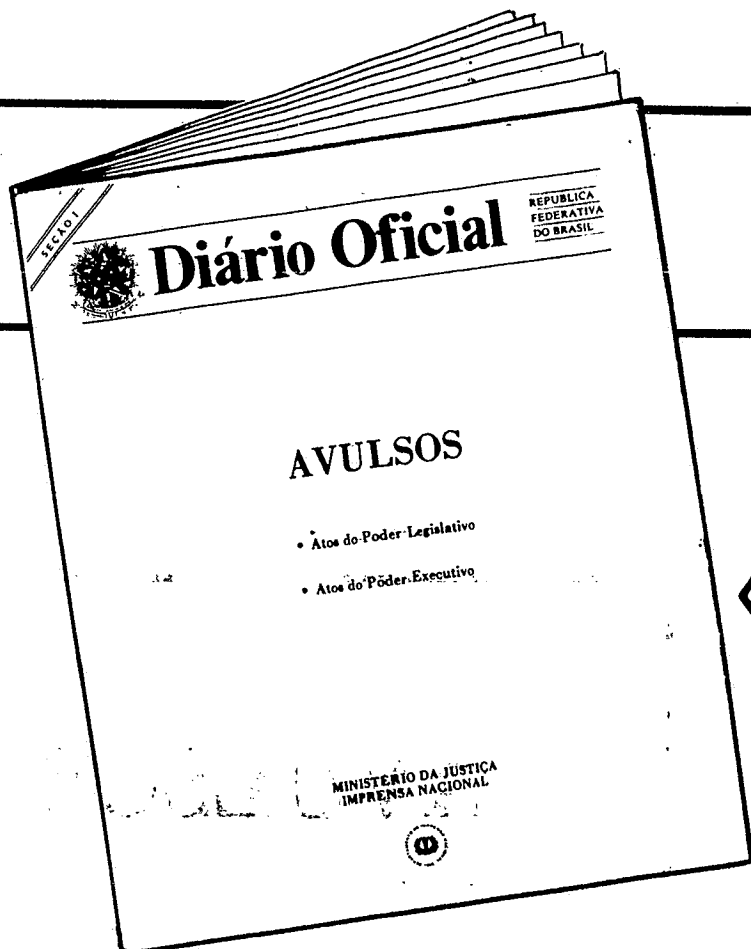 SEÇÃO I
Diário Oficial
REPUBLICA
FEDERATIVA
DO BRASIL
AVULSOS
• Atos do Poder Legislativo
• Atos do Poder Executivo
MINISTÉRIO DA JUSTIÇA
IMPRENSA NACIONAL